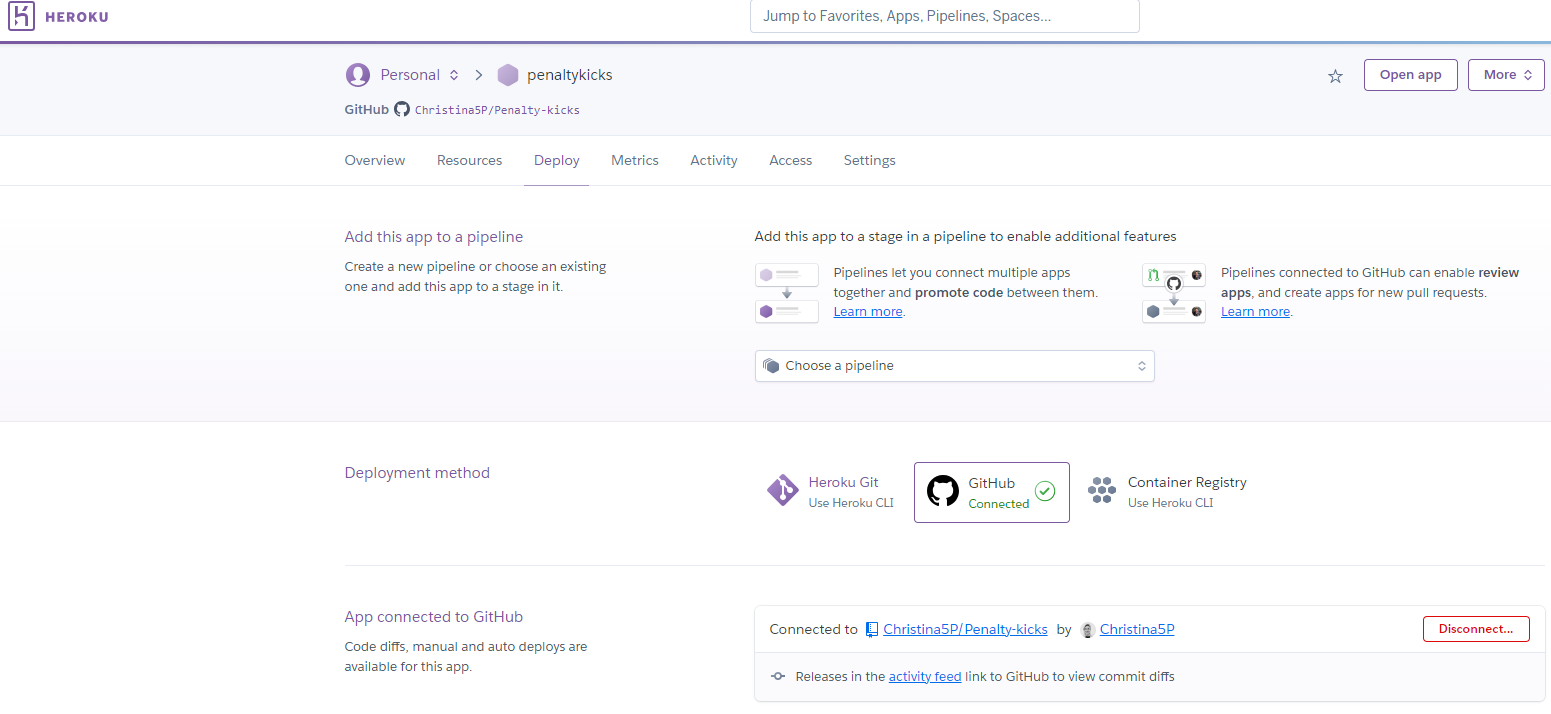 HEROKU
Jump to Favorites, Apps, Pipelines, Spaces...
Personal
penaltykicks
Open app
More
GitHub Christina5P/Penalty-kicks
Overview
Resources
Deploy
Metrics
Activity
Access
Settings
Add this app to a pipeline
Create a new pipeline or choose an existing
one and add this app to a stage in it.
Add this app to a stage in a pipeline to enable additional features
Pipelines let you connect multiple apps
together and promote code between them.
Learn more.
Pipelines connected to GitHub can enable review
apps, and create apps for new pull requests.
Learn more.
Choose a pipeline
Deployment method
Heroku Git
Use Heroku CLI
GitHub
Connected
Container Registry
Use Heroku CLI
App connected to GitHub
Code diffs, manual and auto deploys are
available for this app.
Connected to Christina5P/Penalty-kicks by Christina5P
Disconnect...
Releases in the activity feed link to GitHub to view commit diffs